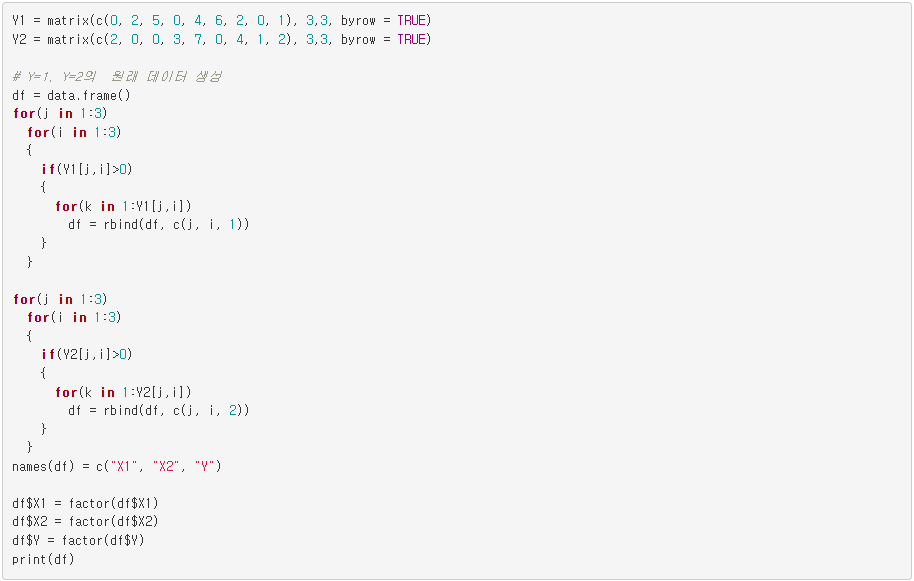 Y1 = matrix(c(0, 2, 5, 0, 4, 6, 2, 0, 1), 3,3, byrow = TRUE)
Y2 = matrix(c(2, 0, 0, 3, 7, 0, 4, 1, 2), 3,3, byrow = TRUE)
# Y=1, Y=2의  원래 데이터 생성
df = data.frame()
for(j in 1:3)
  for(i in 1:3)
  {
    if(Y1[j,i]>0)
    {
      for(k in 1:Y1[j,i])
        df = rbind(df, c(j, i, 1))
    }
  }
for(j in 1:3)
  for(i in 1:3)
  {
    if(Y2[j,i]>0)
    {
      for(k in 1:Y2[j,i])
        df = rbind(df, c(j, i, 2))
    }
  }
names(df) = c("X1", "X2", "Y")
df$X1 = factor(df$X1)
df$X2 = factor(df$X2)
df$Y = factor(df$Y)
print(df)